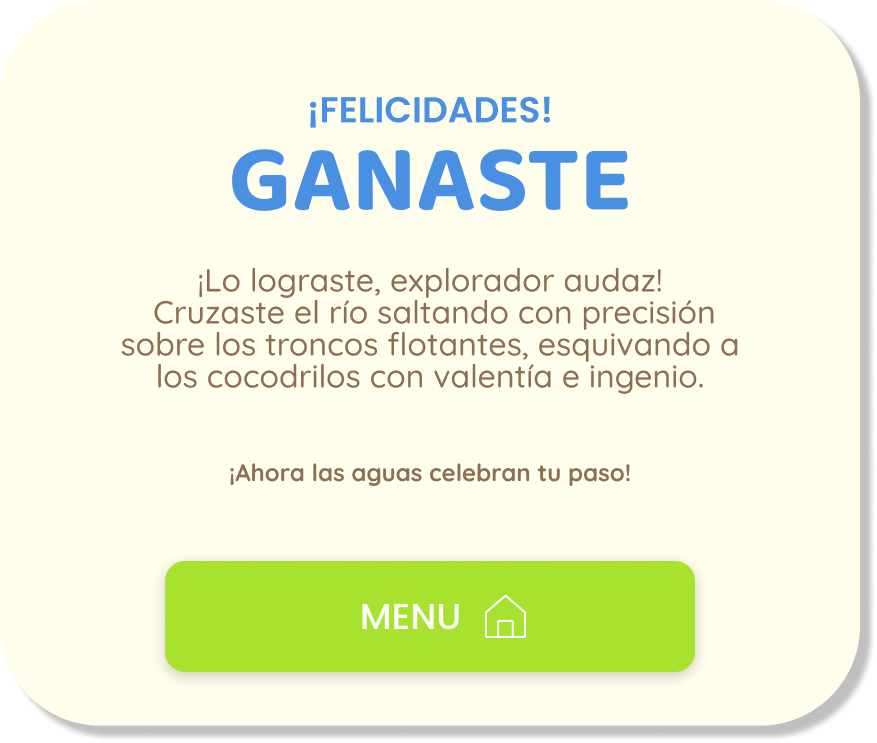 ¡FELICIDADES!
GANASTE
¡Lo lograste, explorador audaz!
Cruzaste el río saltando con precisión
sobre los troncos flotantes, esquivando a
los cocodrilos con valentía e ingenio.
¡Ahora las aguas celebran tu paso!
MENU